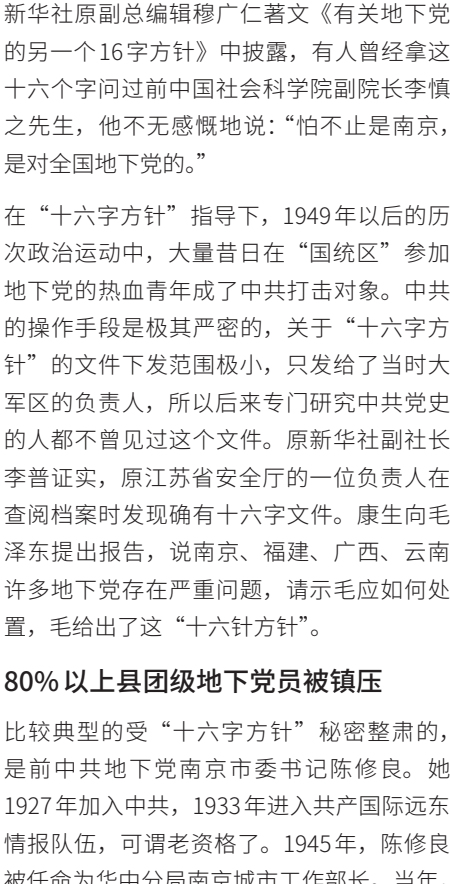 新华社原副总编辑穆广仁著文《有关地下党
的另一个16字方针》中披露，有人曾经拿这
十六个字问过前中国社会科学院副院长李慎
之先生，他不无感慨地说：“怕不止是南京，
是对全国地下党的。”
在“十六字方针”指导下，1949年以后的历
次政治运动中，大量昔日在“国统区”参加
地下党的热血青年成了中共打击对象。中共
的操作手段是极其严密的，关于“十六字方
针”的文件下发范围极小，只发给了当时大
军区的负责人，所以后来专门研究中共党史
的人都不曾见过这个文件。原新华社副社长
李普证实，原江苏省安全厅的一位负责人在
查阅档案时发现确有十六字文件。康生向毛
泽东提出报告，说南京、福建、广西、云南
许多地下党存在严重问题，请示毛应如何处
置，毛给出了这“十六针方针”。
80%以上县团级地下党员被镇压
比较典型的受“十六字方针”秘密整肃的，
是前中共地下党南京市委书记陈修良。她
1927年加入中共，1933年进入共产国际远东
情报队伍，可谓老资格了。1945年，陈修良
被任命为华中分局南京城市工作部长，当年，